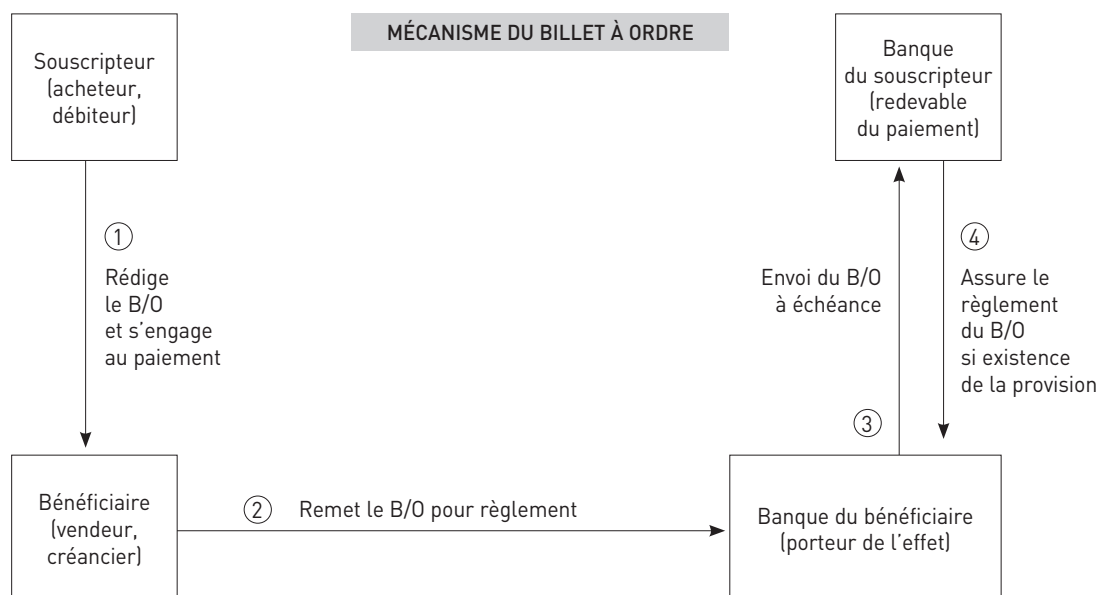 MÉCANISME DU BILLET À ORDRE
Souscripteur
(acheteur,
débiteur)
Banque
du souscripteur
(redevable
du paiement)
1
Rédige
le B/O
et s'engage
au paiement
Envoi du B/O
à échéance
3
4
Assure le
règlement
du B/O
si existence
de la provision
Bénéficiaire
(vendeur,
créancier)
2 Remet le B/O pour règlement
Banque du bénéficiaire
(porteur de l'effet)